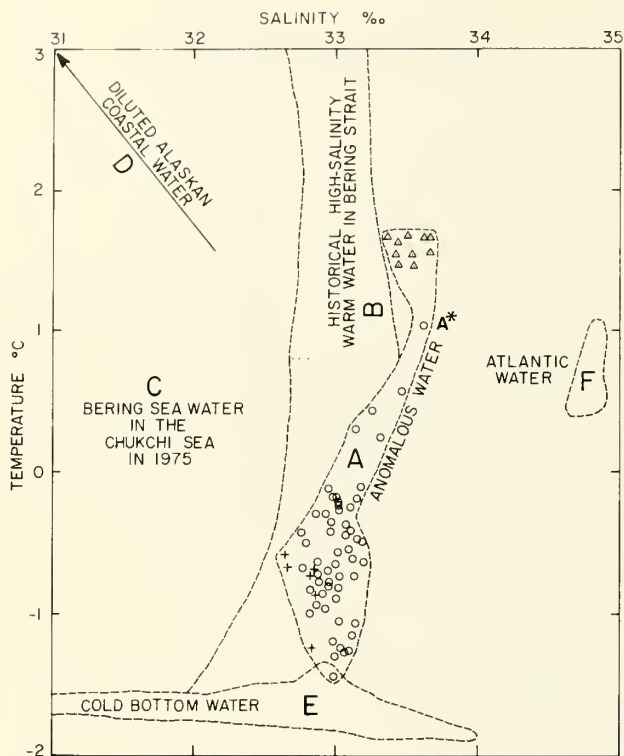 SALINITY ‰
31 32 33 34 35
3
2
1
0
-1
-2
TEMPERATURE °C
DILUTED ALASKAN
COASTAL WATER
D
HISTORICAL HIGH-SALINITY
WARM WATER IN BERING STRAIT
B
A*
ATLANTIC
WATER
F
C
BERING SEA WATER
IN THE
CHUKCHI SEA
IN 1975
A
ANOMALOUS WATER
COLD BOTTOM WATER
E